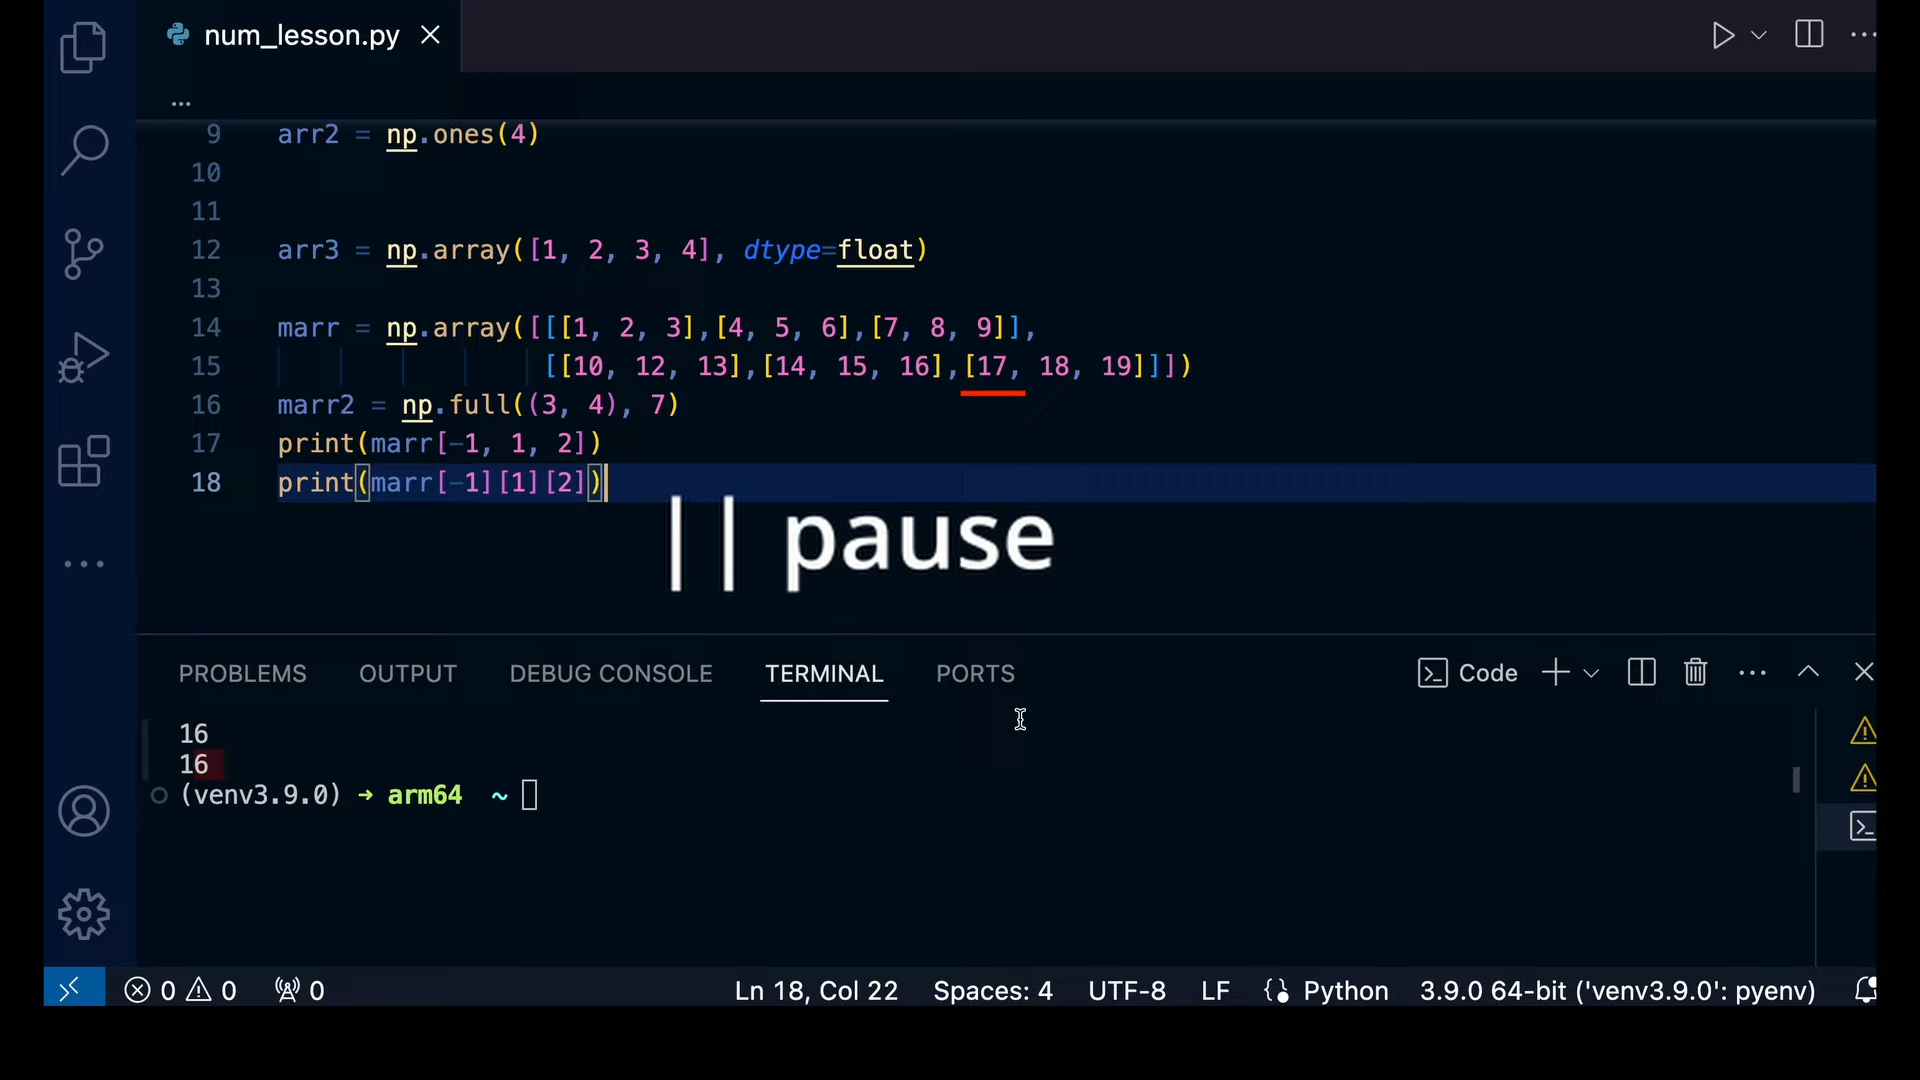 num_lesson.py
...
9 arr2 = np.ones(4)
10
11
12 arr3 = np.array([1, 2, 3, 4], dtype=float)
13
14 marr = np.array([[[1, 2, 3],[4, 5, 6],[7, 8, 9]],
15 [[10, 12, 13],[14, 15, 16],[17, 18, 19]]])
16 marr2 = np.full((3, 4), 7)
17 print(marr[-1, 1, 2])
18 print(marr[-1][1][2])
|| pause
PROBLEMS OUTPUT DEBUG CONSOLE TERMINAL PORTS Code
16
16
(venv3.9.0) → arm64 ~
0 0 0 Ln 18, Col 22 Spaces: 4 UTF-8 LF Python 3.9.0 64-bit ('venv3.9.0': pyenv)